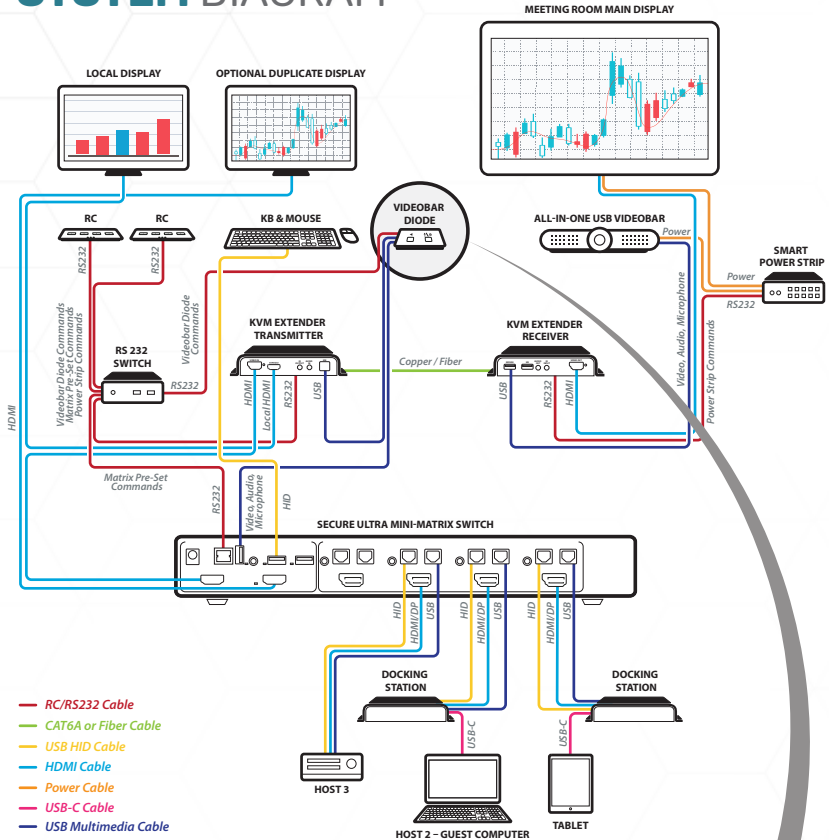 SYSTEM DIAGRAM
MEETING ROOM MAIN DISPLAY
LOCAL DISPLAY
OPTIONAL DUPLICATE DISPLAY
RC
RC
KB & MOUSE
VIDEOBAR
DIODE
ALL-IN-ONE USB VIDEOBAR
Power
SMART
POWER STRIP
Power
RS232
RS232
RS232
Videobar Diode Commands
Matrix Pre-Set Commands
Power Strip Commands
Videobar Diode
Commands
RS 232
SWITCH
RS232
KVM EXTENDER
TRANSMITTER
Copper / Fiber
KVM EXTENDER
RECEIVER
Video, Audio, Microphone
Power Strip Commands
HDMI
HDMI
Local HDMI
RS232
USB
USB
RS232
HDMI
Matrix Pre-Set
Commands
RS232
Video, Audio,
Microphone
HID
SECURE ULTRA MINI-MATRIX SWITCH
HID
HDMI/DP
USB
HID
HDMI/DP
USB
HID
HDMI/DP
USB
DOCKING
STATION
DOCKING
STATION
USB-C
USB-C
HOST 3
HOST 2 – GUEST COMPUTER
TABLET
RC/RS232 Cable
CAT6A or Fiber Cable
USB HID Cable
HDMI Cable
Power Cable
USB-C Cable
USB Multimedia Cable